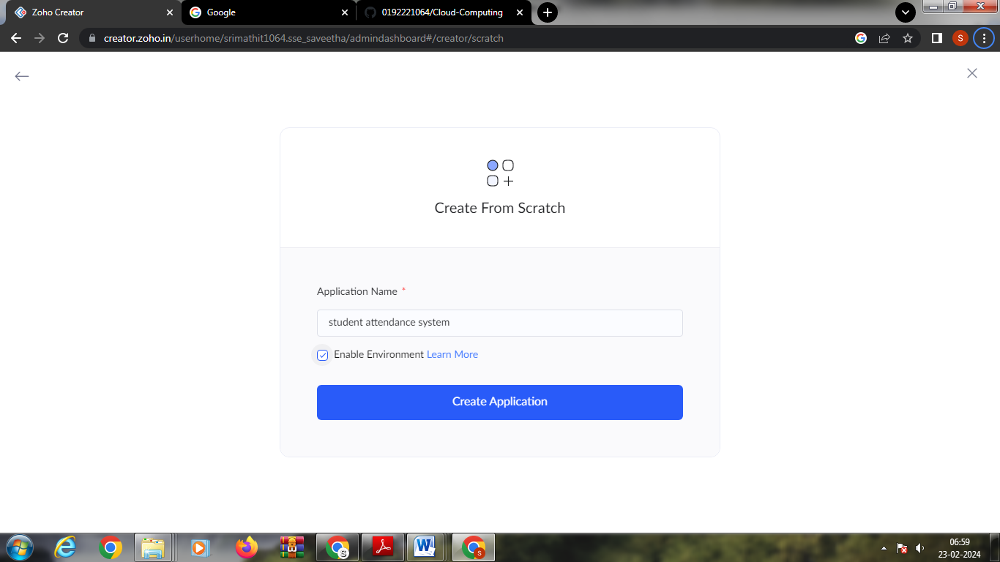 Zoho Creator
Google
0192221064/Cloud-Computing
creator.zoho.in/userhome/srimathit1064.sse_saveetha/admindashboard#/creator/scratch
S
Create From Scratch
Application Name *
student attendance system
Enable Environment Learn More
Create Application
06:59
23-02-2024